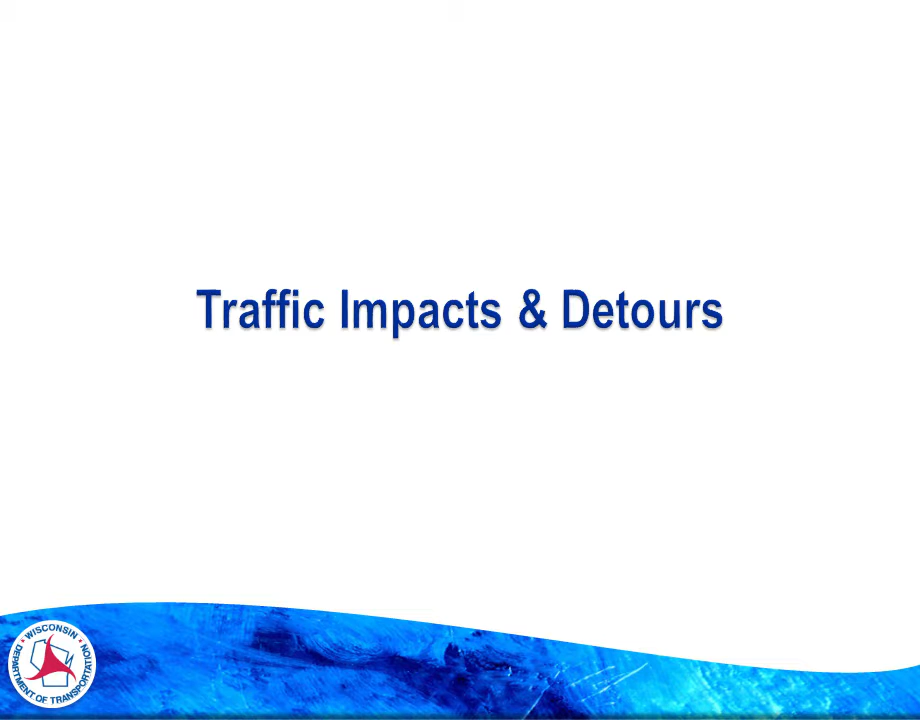 Traffic Impacts & Detours
WISCONSIN
DEPARTMENT OF TRANSPORTATION